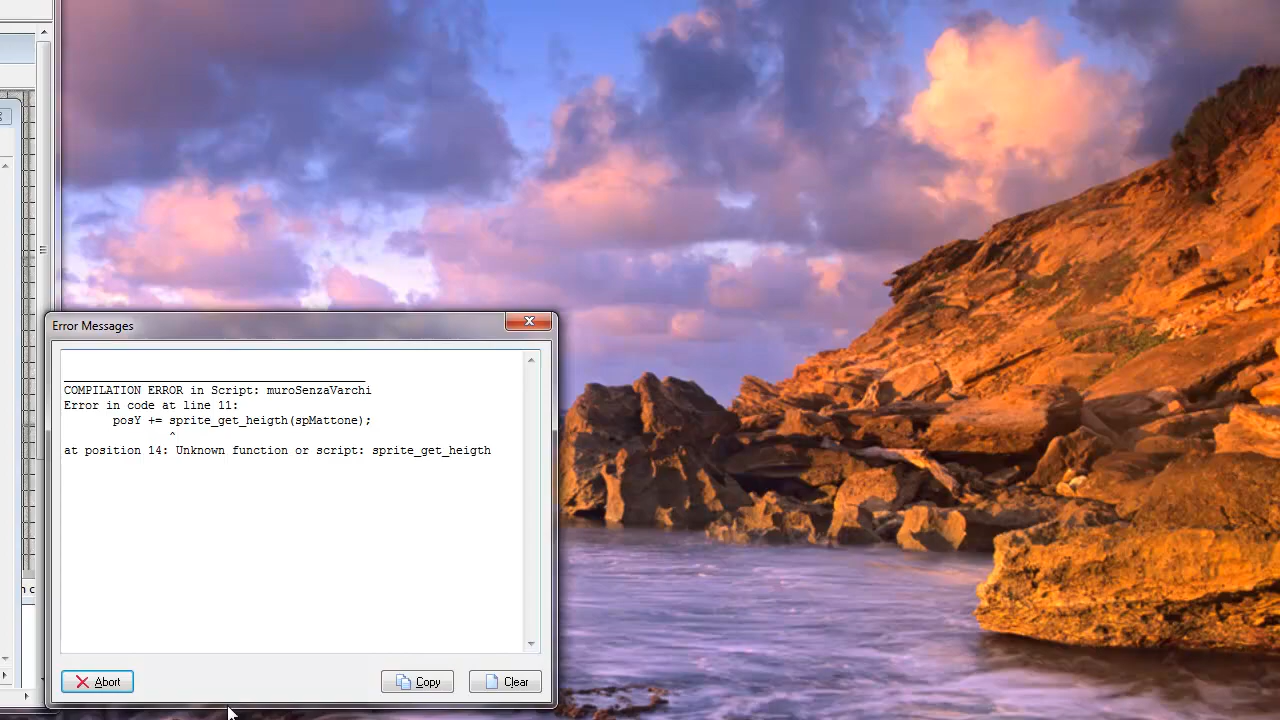 Error Messages
COMPILATION ERROR in Script: muroSenzaVarchi
Error in code at line 11:
posY += sprite_get_heigth(spMattone);
^
at position 14: Unknown function or script: sprite_get_heigth
n c
Abort
Copy
Clear